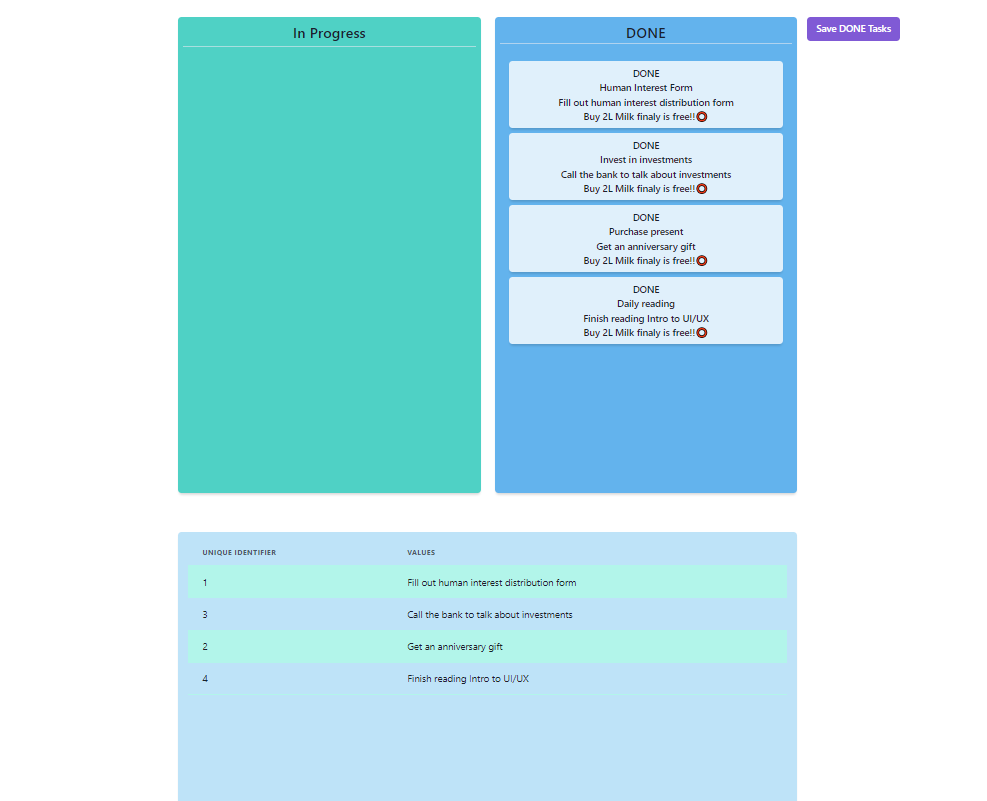 In Progress
DONE
Save DONE Tasks
DONE
Human Interest Form
Fill out human interest distribution form
Buy 2L Milk finaly is free!!⭕
DONE
Invest in investments
Call the bank to talk about investments
Buy 2L Milk finaly is free!!⭕
DONE
Purchase present
Get an anniversary gift
Buy 2L Milk finaly is free!!⭕
DONE
Daily reading
Finish reading Intro to UI/UX
Buy 2L Milk finaly is free!!⭕
UNIQUE IDENTIFIER VALUES
1 Fill out human interest distribution form
3 Call the bank to talk about investments
2 Get an anniversary gift
4 Finish reading Intro to UI/UX